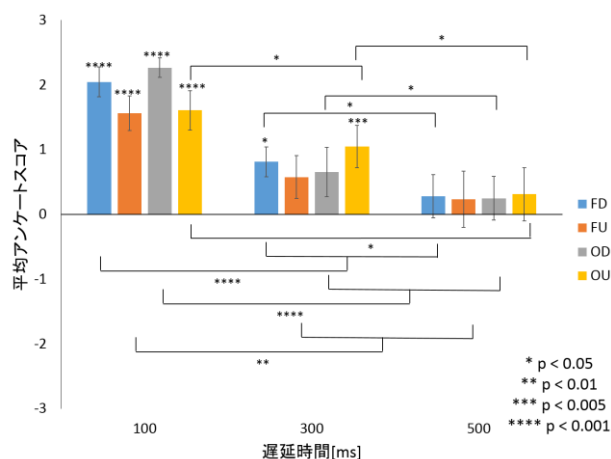 3
*
****
****
*
2
****
****
*
*
***
1
*
平均アンケートスコア
0
FD
FU
*
OD
-1
****
OU
****
-2
* p < 0.05
**
** p < 0.01
*** p < 0.005
-3
**** p < 0.001
100 300 500
遅延時間[ms]